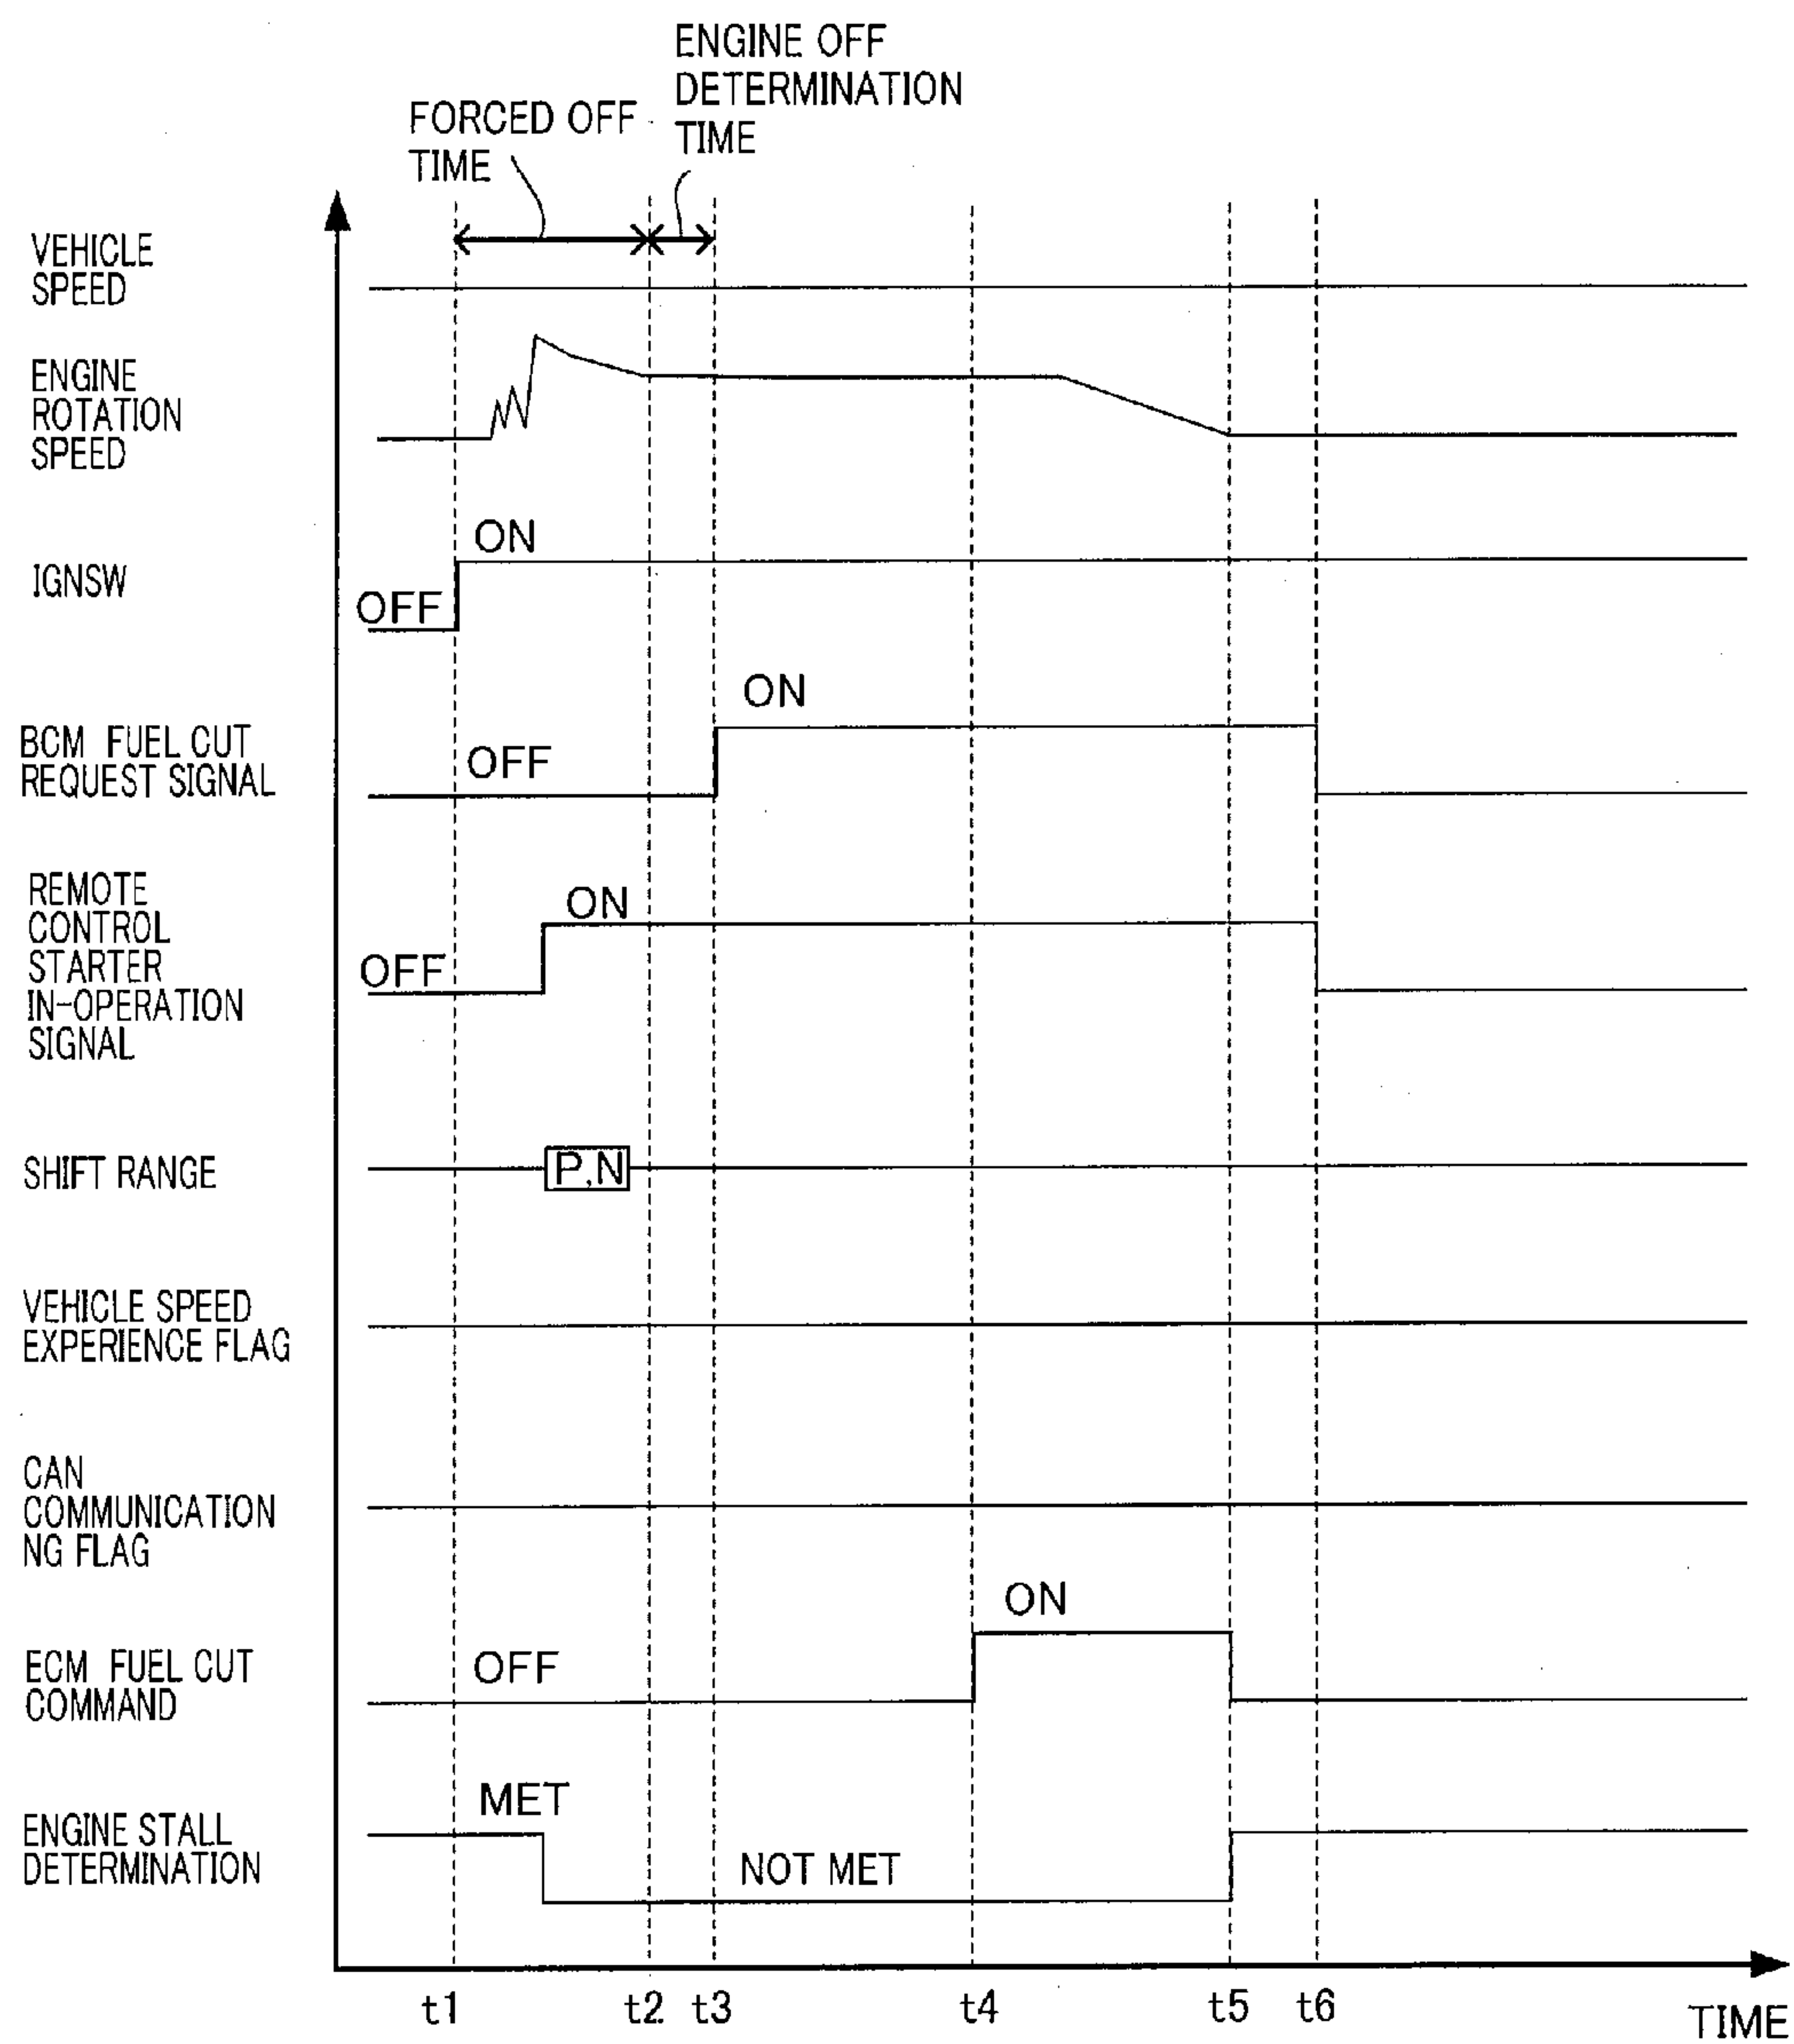 ENGINE OFF
DETERMINATION
TIME
FORCED OFF
TIME
VEHICLE
SPEED
ENGINE
ROTATION
SPEED
ON
IGNSW
OFF
ON
BCM FUEL CUT
REQUEST SIGNAL
OFF
REMOTE
CONTROL
STARTER
IN-OPERATION
SIGNAL
ON
OFF
SHIFT RANGE
P,N
VEHICLE SPEED
EXPERIENCE FLAG
CAN
COMMUNICATION
NG FLAG
ON
ECM FUEL CUT
COMMAND
OFF
MET
ENGINE STALL
DETERMINATION
NOT MET
t1 t2 t3 t4 t5 t6
TIME